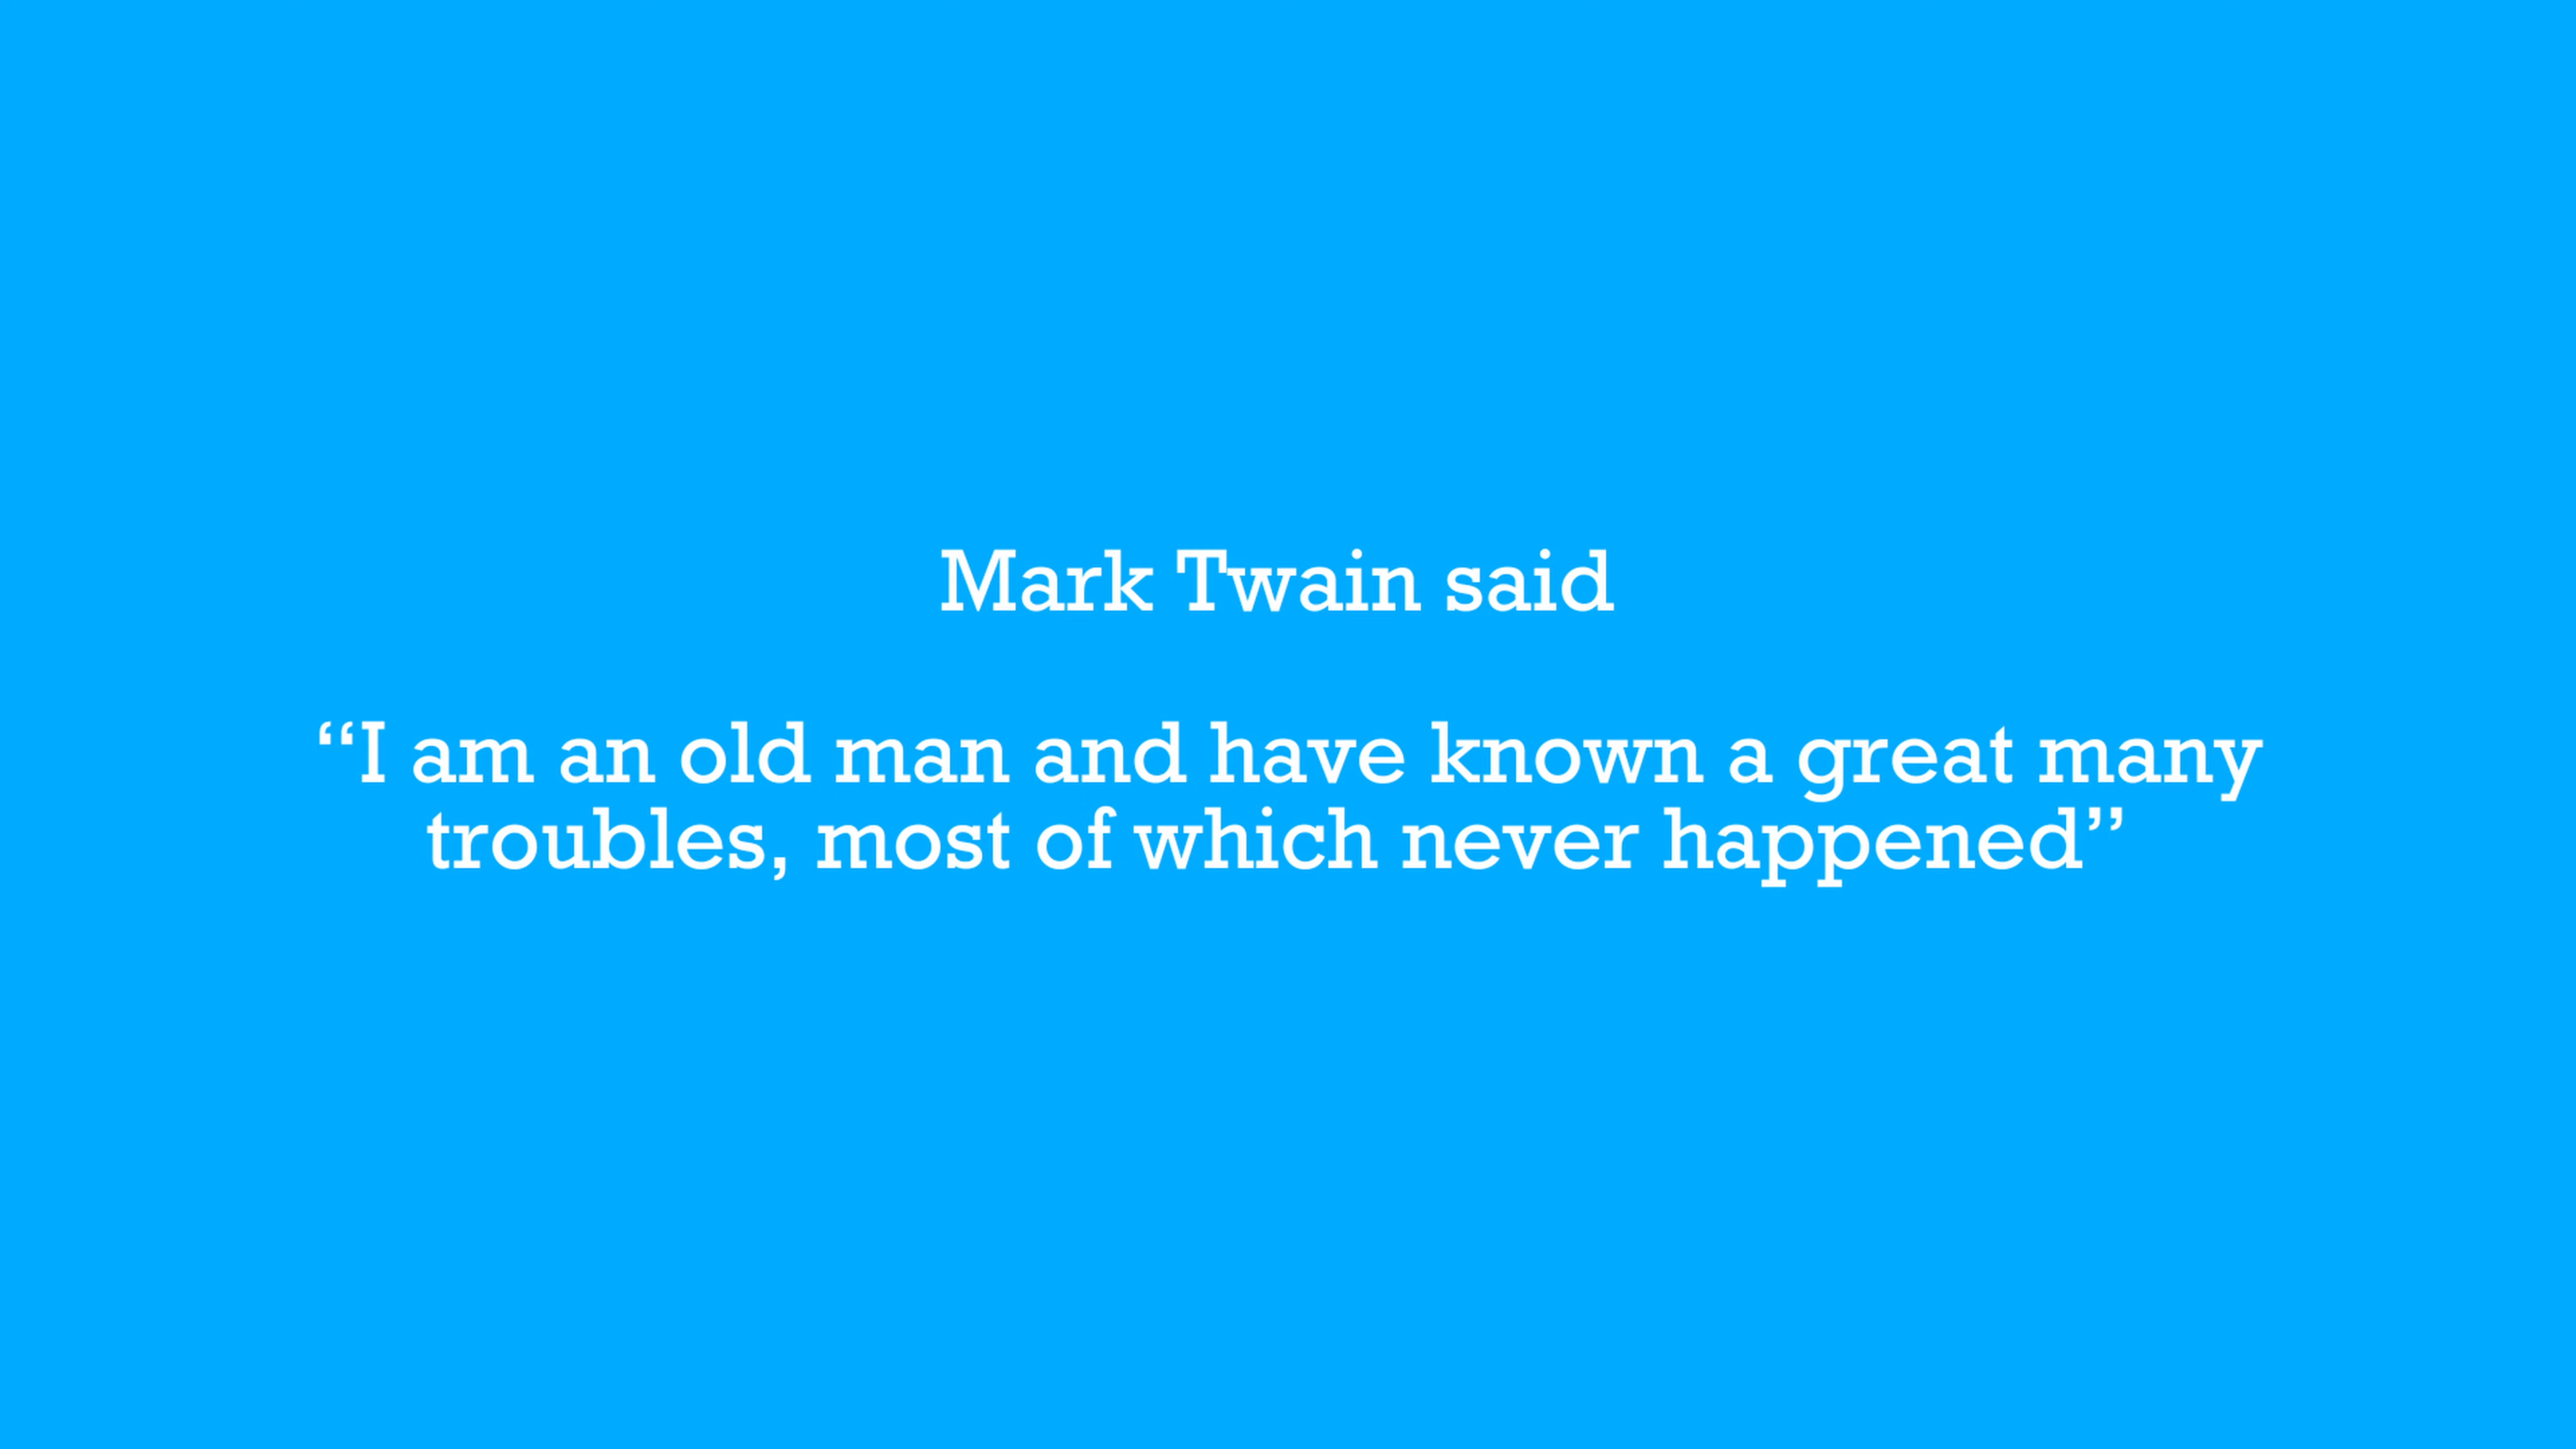 Mark Twain said
“I am an old man and have known a great many
troubles, most of which never happened”